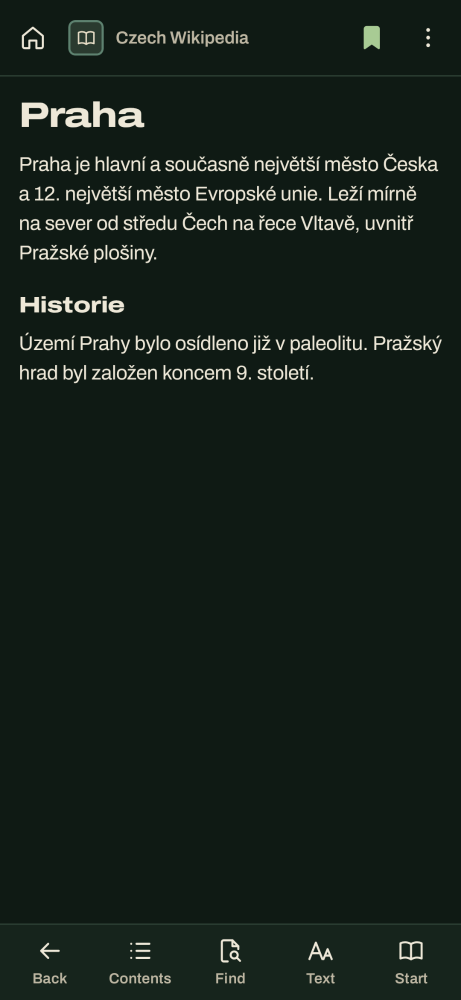 Czech Wikipedia
Praha
Praha je hlavní a současně největší město Česka
a 12. největší město Evropské unie. Leží mírně
na sever od středu Čech na řece Vltavě, uvnitř
Pražské plošiny.
Historie
Území Prahy bylo osídleno již v paleolitu. Pražský
hrad byl založen koncem 9. století.
Back
Contents
Find
Text
Start